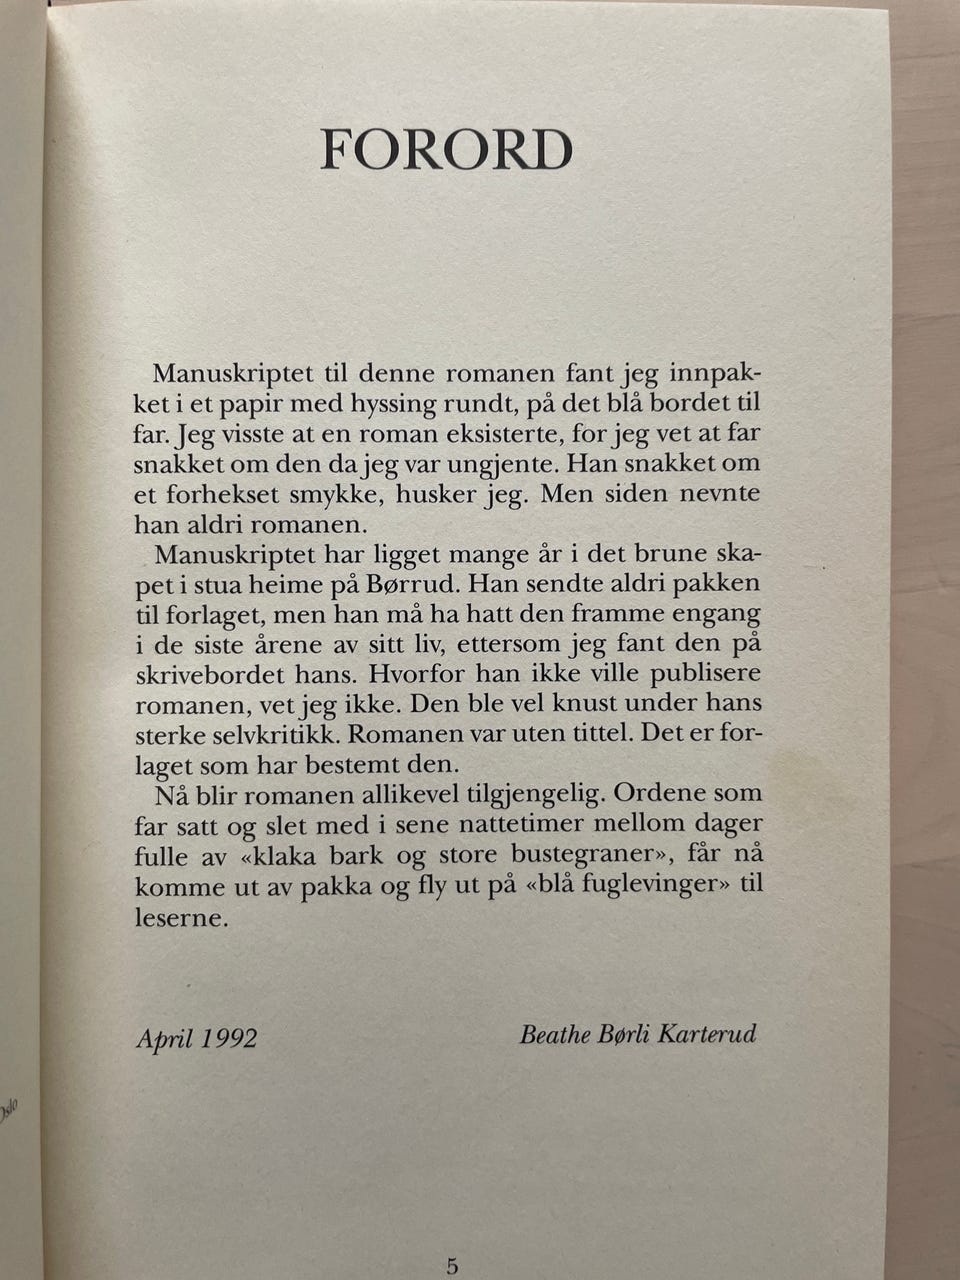 FORORD
Manuskriptet til denne romanen fant jeg innpak-
ket i et papir med hyssing rundt, på det blå bordet til
far. Jeg visste at en roman eksisterte, for jeg vet at far
snakket om den da jeg var ungjente. Han snakket om
et forhekset smykke, husker jeg. Men siden nevnte
han aldri romanen.
Manuskriptet har ligget mange år i det brune ska-
pet i stua heime på Børrud. Han sendte aldri pakken
til forlaget, men han må ha hatt den framme engang
i de siste årene av sitt liv, ettersom jeg fant den på
skrivebordet hans. Hvorfor han ikke ville publisere
romanen, vet jeg ikke. Den ble vel knust under hans
sterke selvkritikk. Romanen var uten tittel. Det er for-
laget som har bestemt den.
Nå blir romanen allikevel tilgjengelig. Ordene som
far satt og slet med i sene nattetimer mellom dager
fulle av «klaka bark og store bustegraner», får nå
komme ut av pakka og fly ut på «blå fuglevinger» til
leserne.
April 1992 Beathe Børli Karterud
Oslo
5